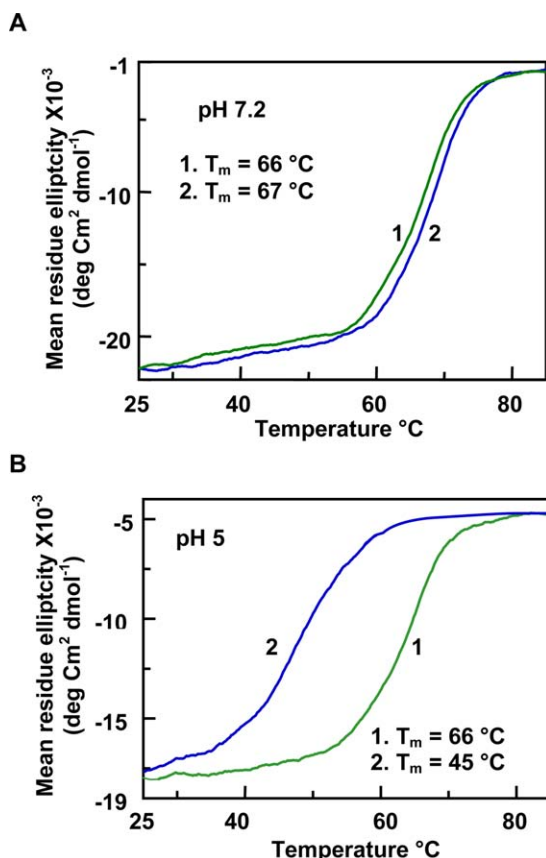 A
Mean residue elliptcity X10⁻³
(deg Cm² dmol⁻¹)
-1
-10
-20
pH 7.2
1. Tₘ = 66 °C
2. Tₘ = 67 °C
1
2
25
40
60
80
Temperature °C
B
Mean residue elliptcity X10⁻³
(deg Cm² dmol⁻¹)
-5
-10
-15
-19
pH 5
2
1
1. Tₘ = 66 °C
2. Tₘ = 45 °C
25
40
60
80
Temperature °C